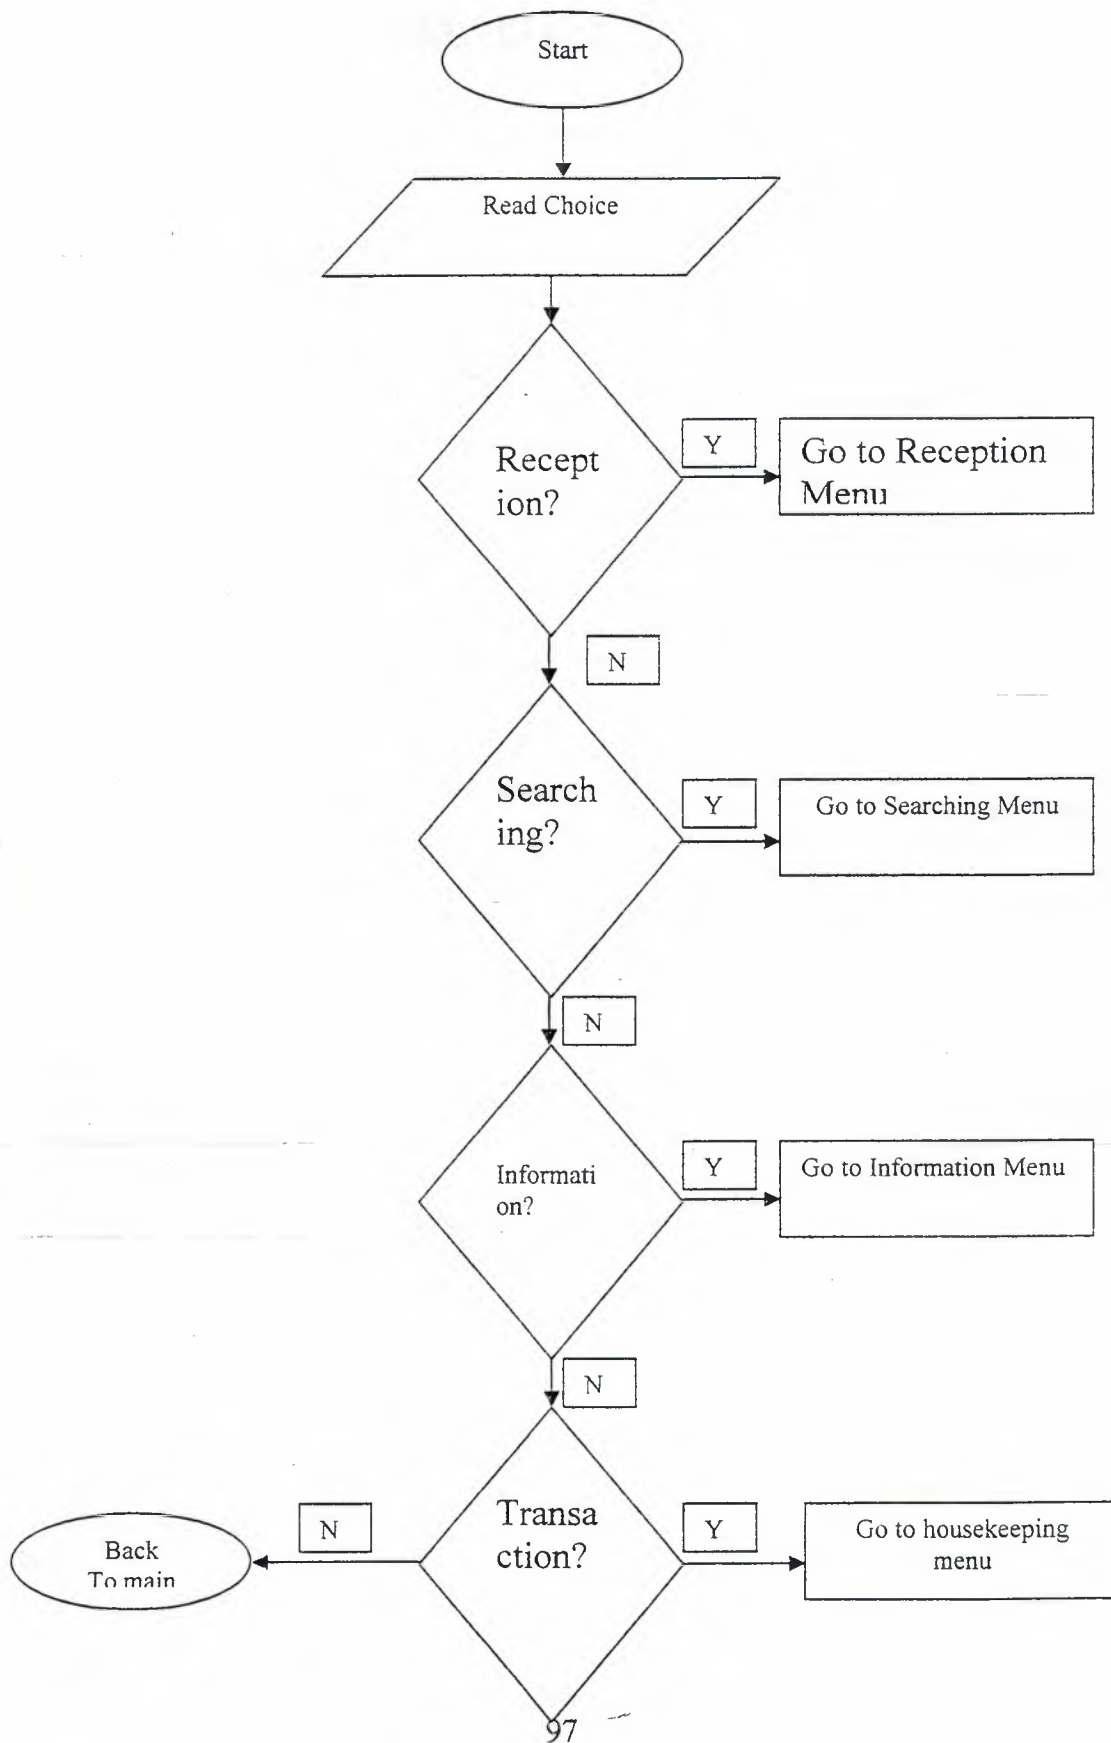 Start
Read Choice
Recept
ion?
Y
Go to Reception
Menu
N
Search
ing?
Y
Go to Searching Menu
N
Informati
on?
Y
Go to Information Menu
N
Transa
ction?
N
Back
To main
Y
Go to housekeeping
menu
97